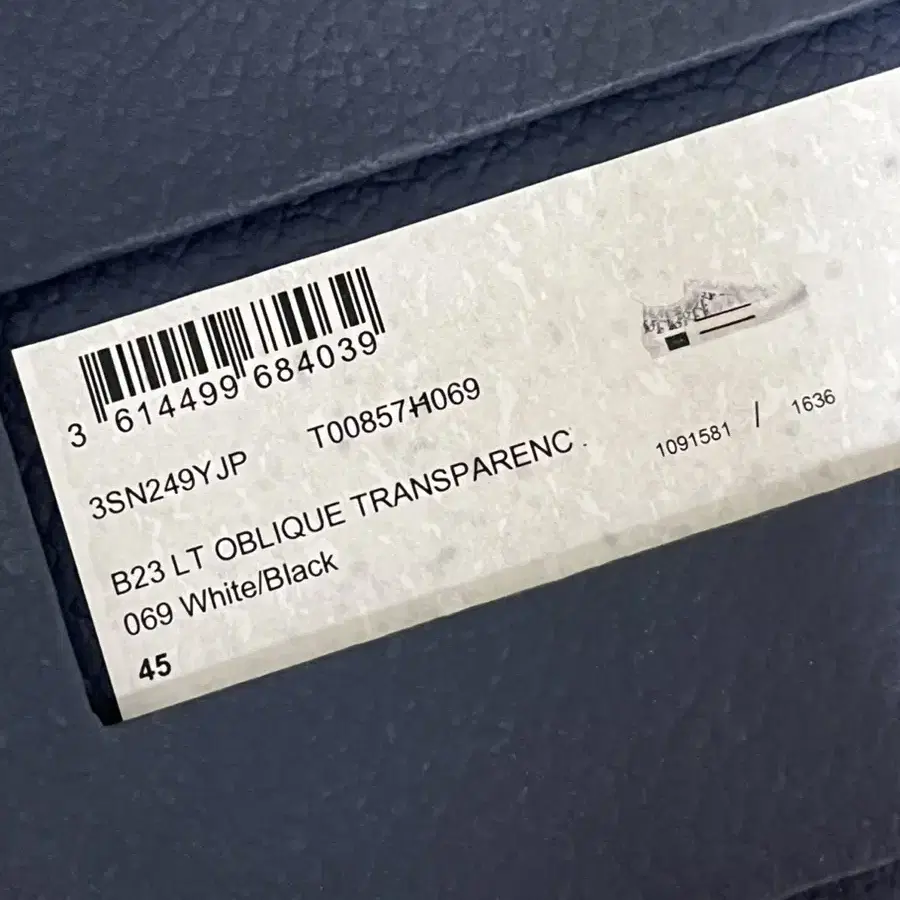 3 614499 684039
3SN249YJP T00857H069
B23 LT OBLIQUE TRANSPARENC .
069 White/Black
45
1091581 / 1636